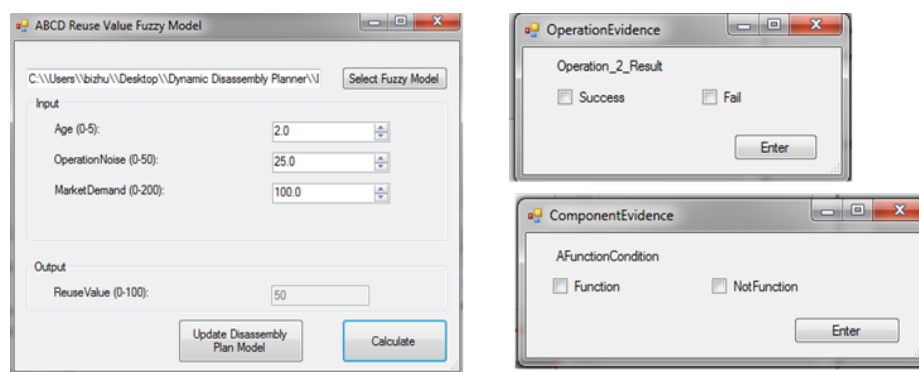 ABCD Reuse Value Fuzzy Model
C:\\Users\\bizhu\\Desktop\\Dynamic Disassembly Planner\\I
Select Fuzzy Model
Input
Age (0-5):
2.0
OperationNoise (0-50):
25.0
MarketDemand (0-200):
100.0
Output
ReuseValue (0-100):
50
Update Disassembly
Plan Model
Calculate
OperationEvidence
Operation_2_Result
Success
Fail
Enter
ComponentEvidence
AFunctionCondition
Function
NotFunction
Enter